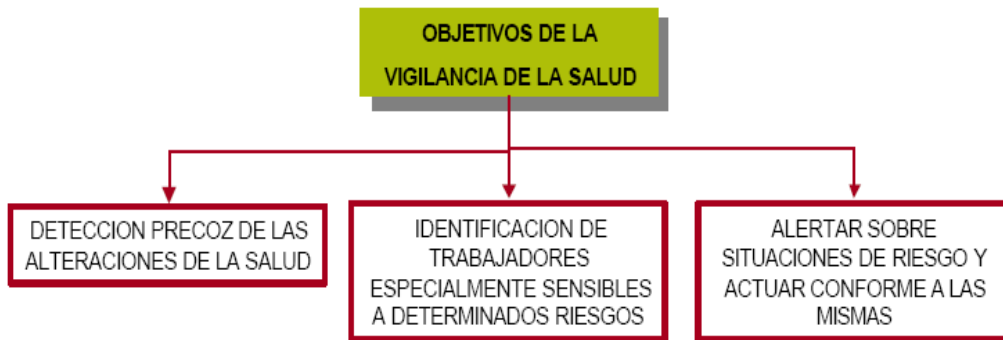 OBJETIVOS DE LA
VIGILANCIA DE LA SALUD
DETECCION PRECOZ DE LAS
ALTERACIONES DE LA SALUD
IDENTIFICACION DE
TRABAJADORES
ESPECIALMENTE SENSIBLES
A DETERMINADOS RIESGOS
ALERTAR SOBRE
SITUACIONES DE RIESGO Y
ACTUAR CONFORME A LAS
MISMAS